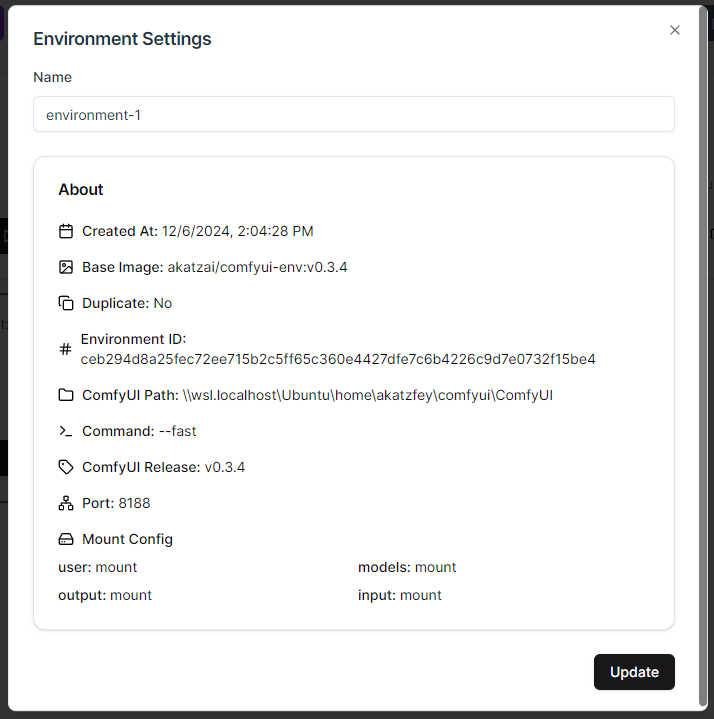 Environment Settings
Name
environment-1
About
Created At: 12/6/2024, 2:04:28 PM
Base Image: akatzai/comfyui-env:v0.3.4
Duplicate: No
Environment ID:
ceb294d8a25fec72ee715b2c5ff65c360e4427dfe7c6b4226c9d7e0732f15be4
ComfyUI Path: \\wsl.localhost\Ubuntu\home\akatzfey\comfyui\ComfyUI
Command: --fast
ComfyUI Release: v0.3.4
Port: 8188
Mount Config
user: mount models: mount
output: mount input: mount
Update